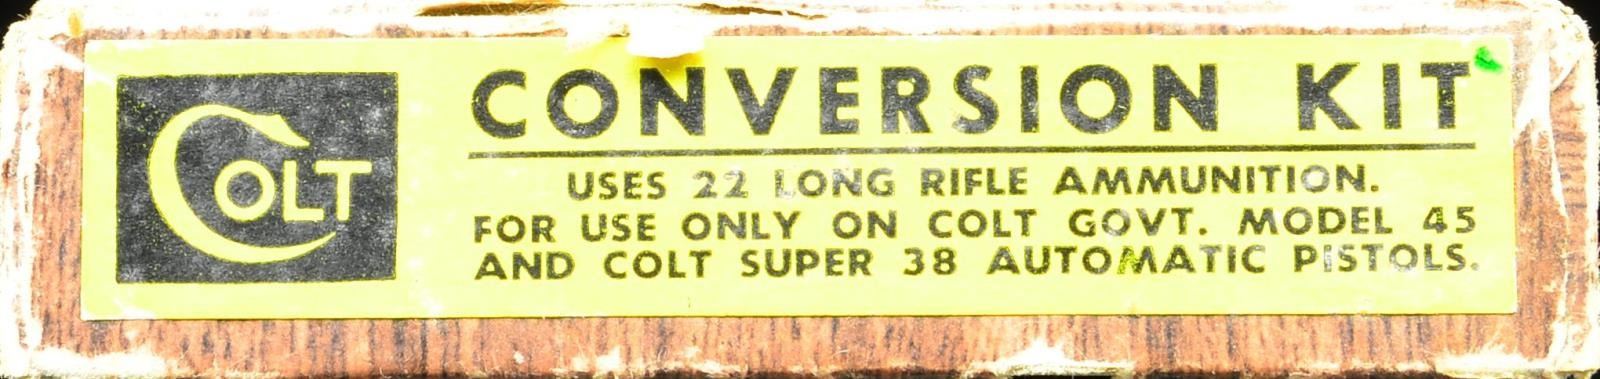 COLT
CONVERSION KIT
USES 22 LONG RIFLE AMMUNITION.
FOR USE ONLY ON COLT GOVT. MODEL 45
AND COLT SUPER 38 AUTOMATIC PISTOLS.